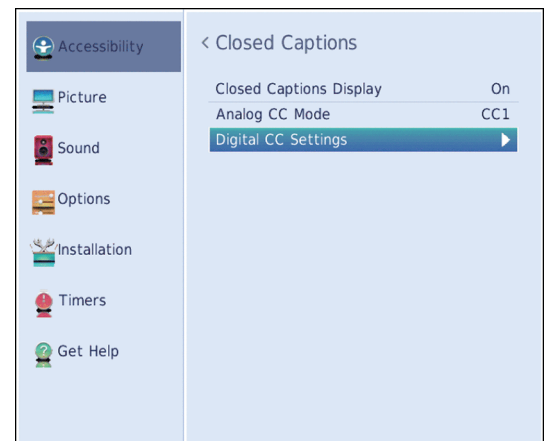 Accessibility
Picture
Sound
Options
Installation
Timers
Get Help
< Closed Captions
Closed Captions Display On
Analog CC Mode CC1
Digital CC Settings